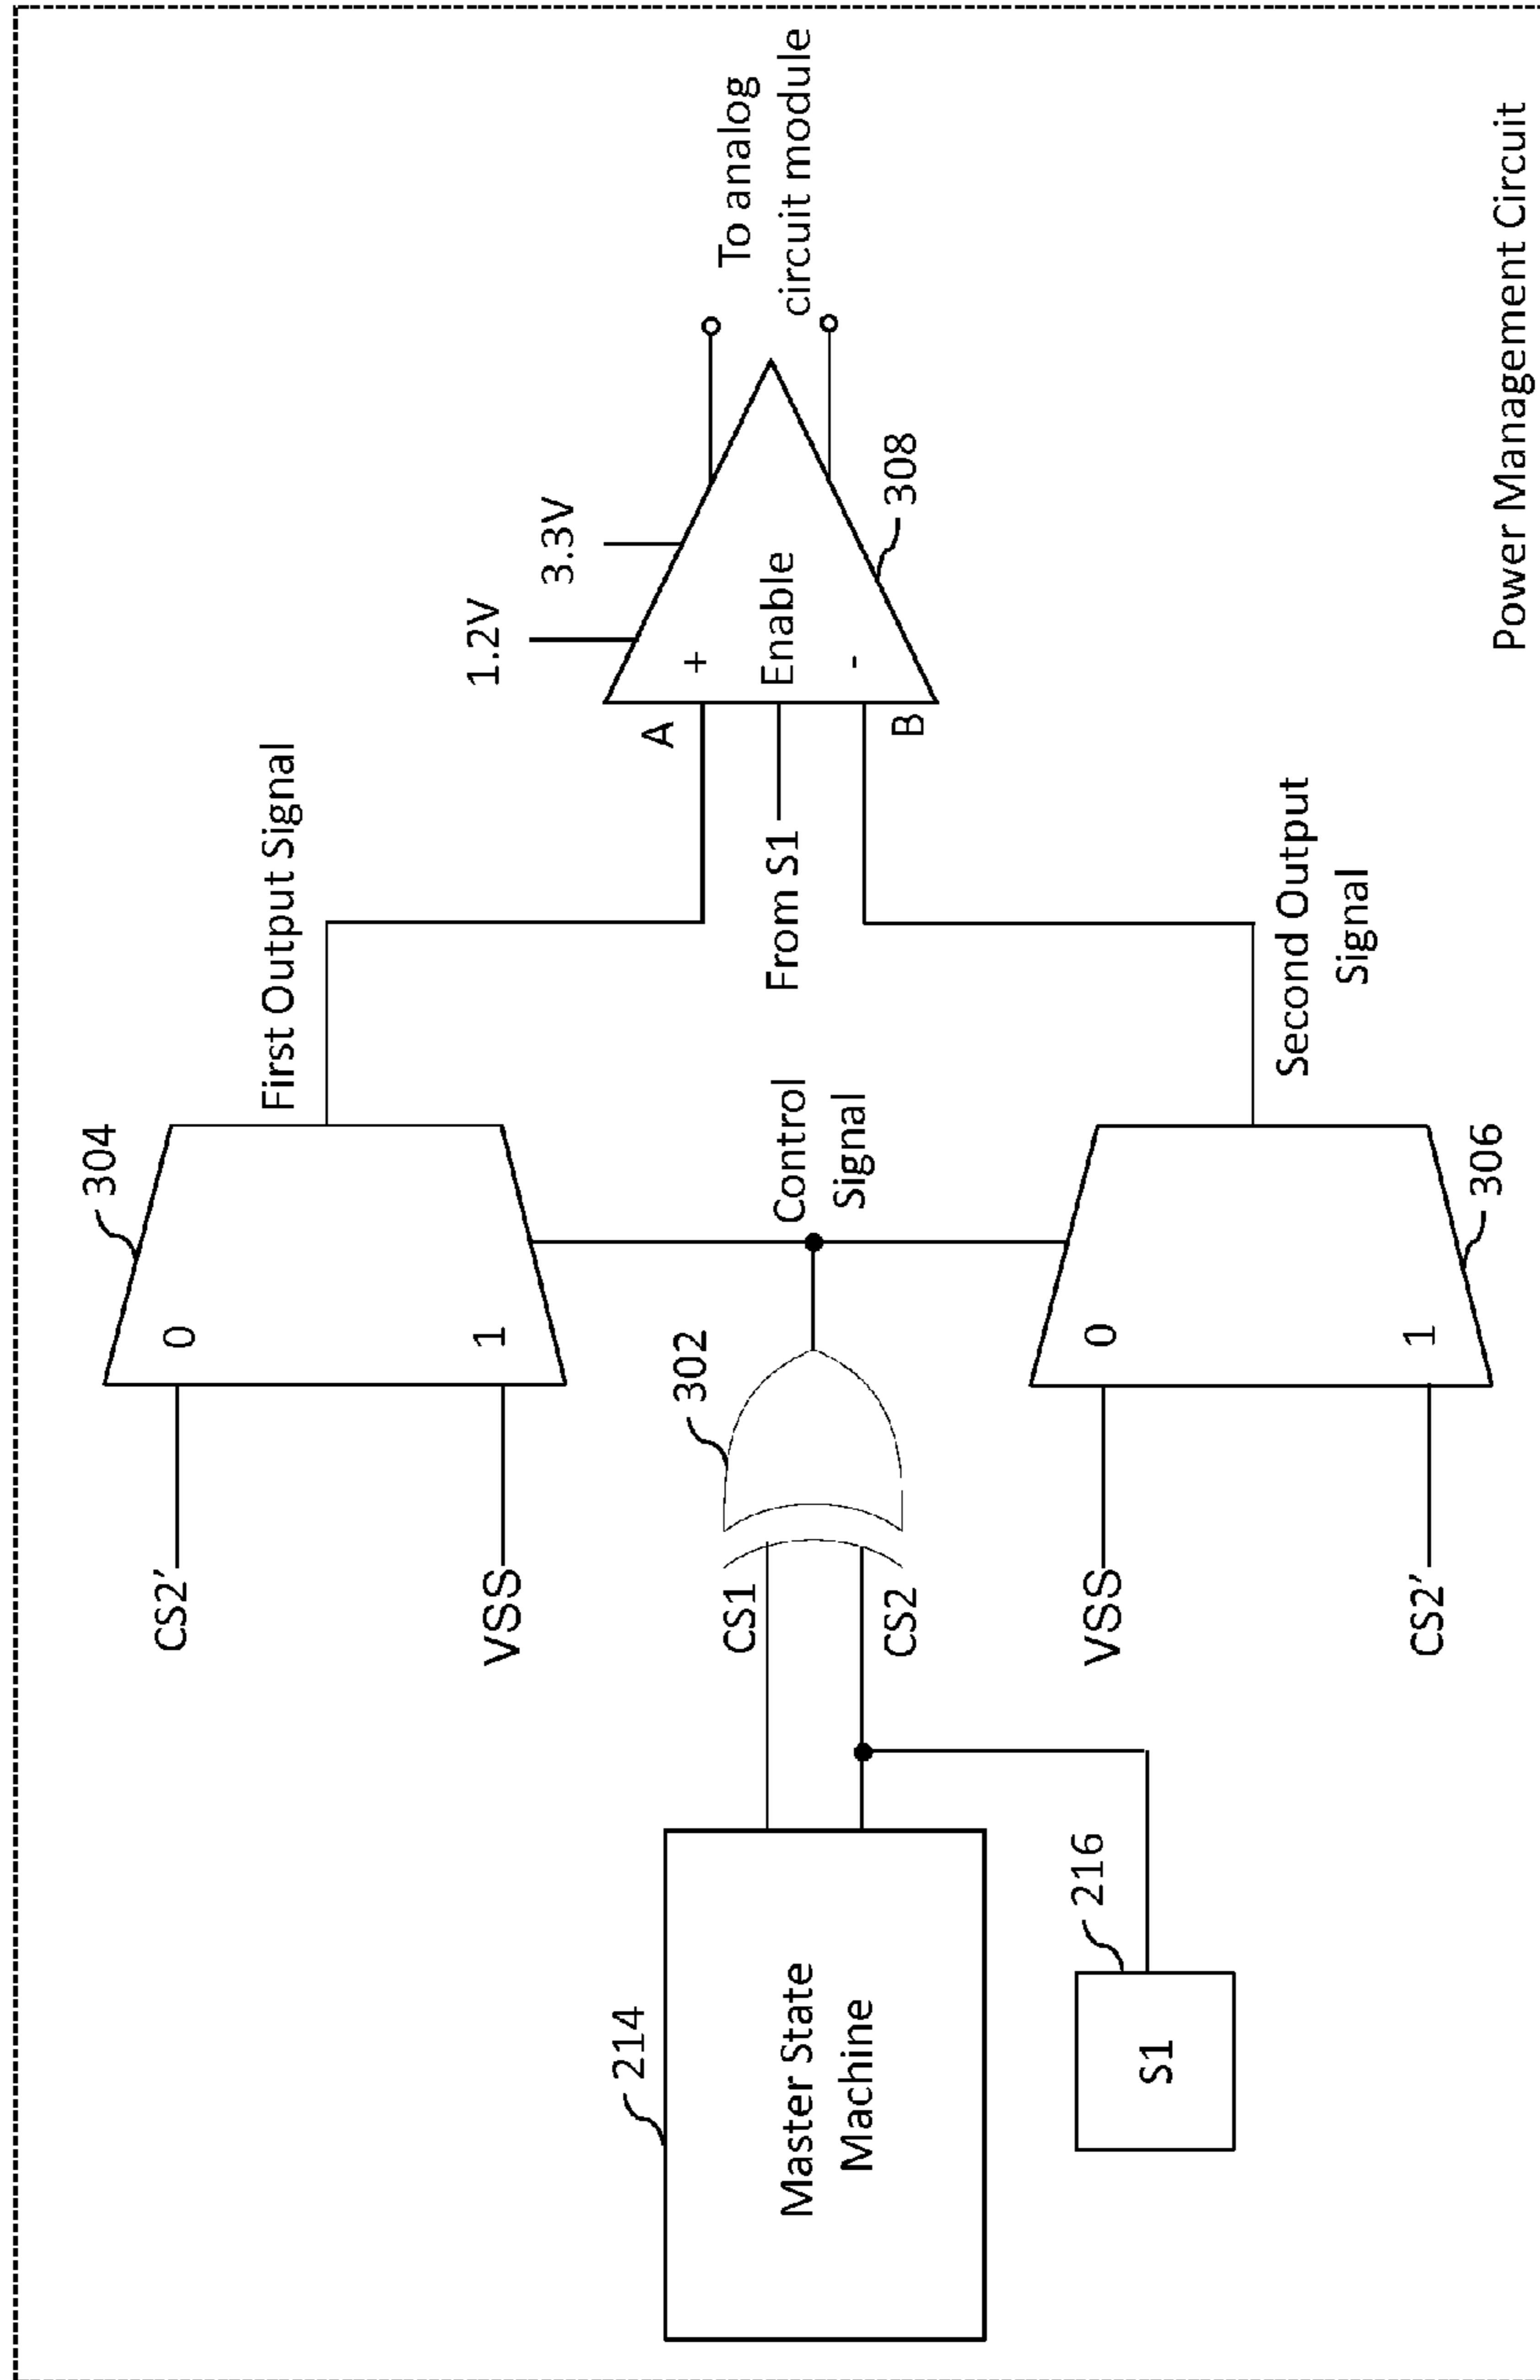 304
First Output Signal
CS2'
0
VSS
1
1.2V
3.3V
A
+
Enable
-
B
From S1
308
To analog
circuit module
302
CS1
CS2
Control
Signal
214
Master State
Machine
216
S1
VSS
0
CS2'
1
306
Second Output
Signal
Power Management Circuit